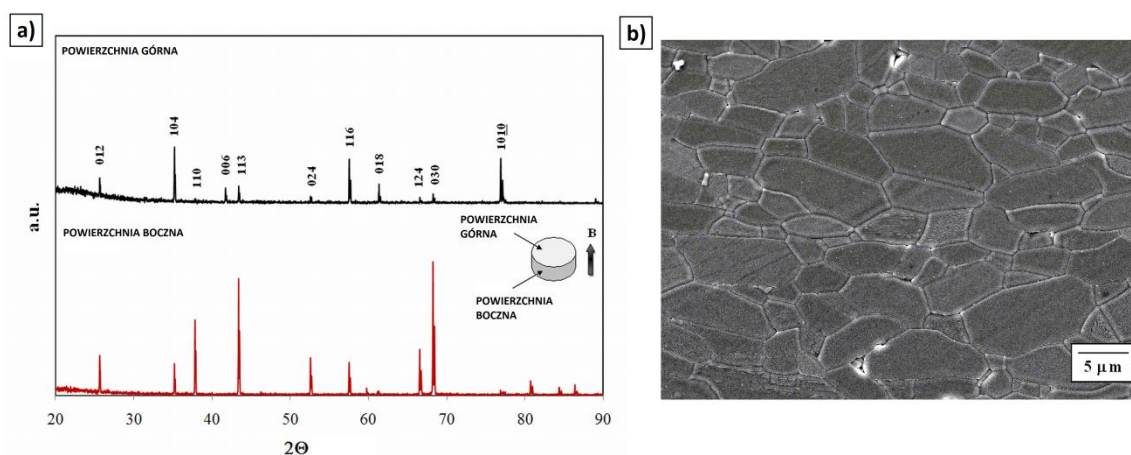 a)
POWIERZCHNIA GÓRNA
012
104
110
006
113
024
116
018
124
030
1010
a.u.
POWIERZCHNIA BOCZNA
POWIERZCHNIA
GÓRNA
B
POWIERZCHNIA
BOCZNA
20 30 40 50 60 70 80 90
2Θ
b)
5 μm